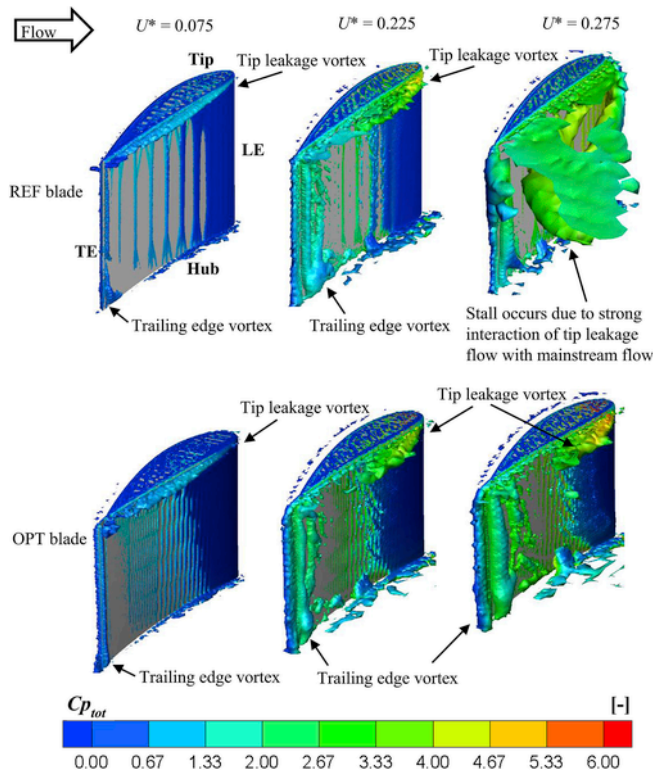 Flow
U* = 0.075
U* = 0.225
U* = 0.275
Tip
Tip leakage vortex
Tip leakage vortex
LE
REF blade
TE
Hub
Trailing edge vortex
Trailing edge vortex
Stall occurs due to strong
interaction of tip leakage
flow with mainstream flow
Tip leakage vortex
Tip leakage vortex
OPT blade
Trailing edge vortex
Trailing edge vortex
Cp_tot
[-]
0.00 0.67 1.33 2.00 2.67 3.33 4.00 4.67 5.33 6.00